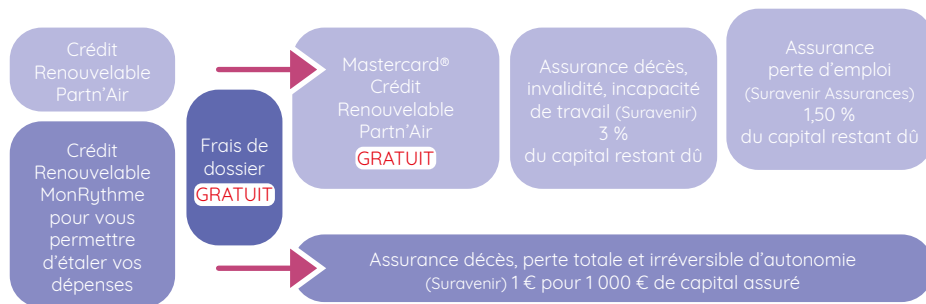 Crédit
Renouvelable
Partn'Air
Crédit
Renouvelable
MonRythme
pour vous
permettre
d'étaler vos
dépenses
Frais de
dossier
GRATUIT
Mastercard®
Crédit
Renouvelable
Partn'Air
GRATUIT
Assurance décès,
invalidité, incapacité
de travail (Suravenir)
3 %
du capital restant dû
Assurance
perte d'emploi
(Suravenir Assurances)
1,50 %
du capital restant dû
Assurance décès, perte totale et irréversible d'autonomie
(Suravenir) 1 € pour 1 000 € de capital assuré